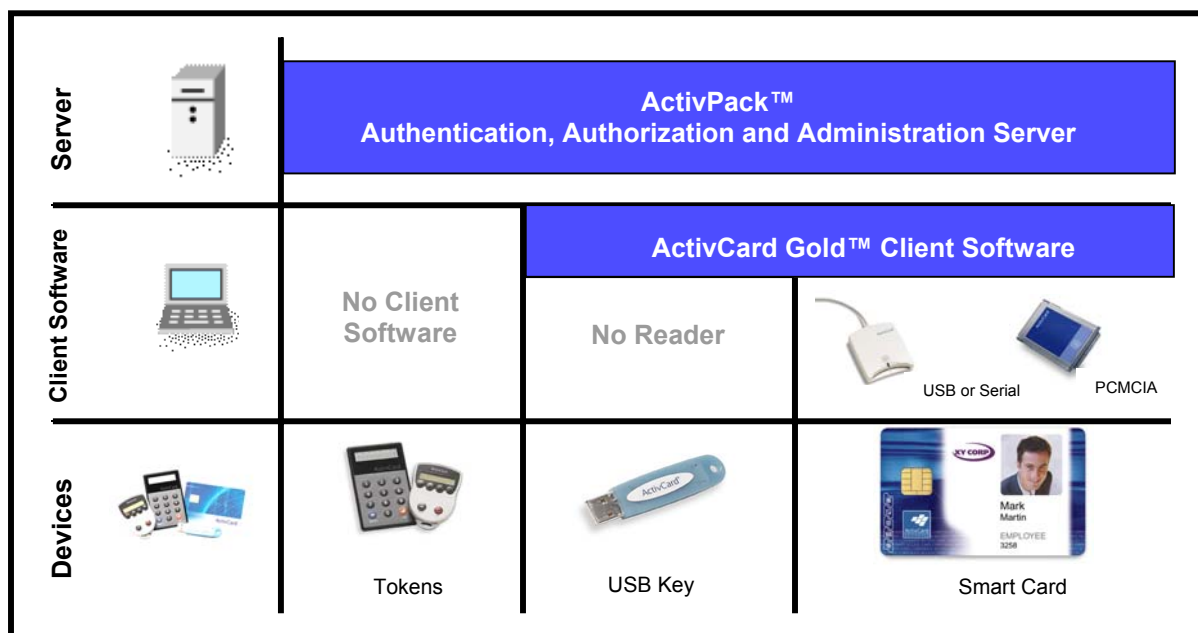 Server
ActivPack™
Authentication, Authorization and Administration Server
Client Software
ActivCard Gold™ Client Software
No Client
Software
No Reader
USB or Serial
PCMCIA
Devices
ActivCard
XY CORP
Mark
Martin
EMPLOYEE
3258
Tokens
USB Key
Smart Card